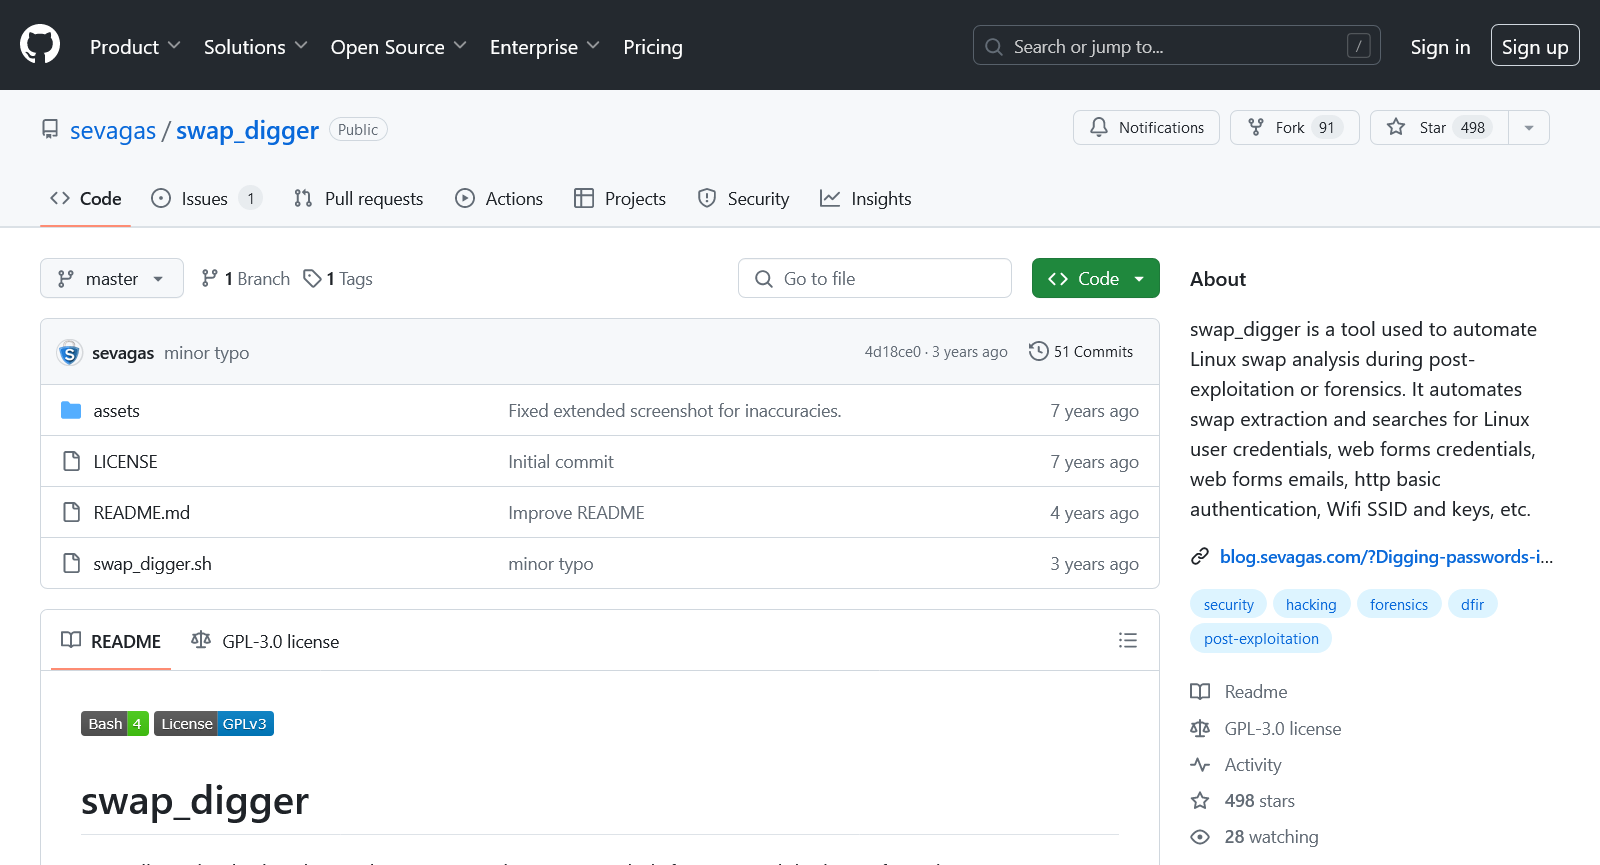 Product Solutions Open Source Enterprise Pricing Search or jump to... / Sign in Sign up
sevagas / swap_digger Public Notifications Fork 91 Star 498
Code Issues 1 Pull requests Actions Projects Security Insights
master 1 Branch 1 Tags Go to file Code
sevagas minor typo 4d18ce0 · 3 years ago 51 Commits
assets Fixed extended screenshot for inaccuracies. 7 years ago
LICENSE Initial commit 7 years ago
README.md Improve README 4 years ago
swap_digger.sh minor typo 3 years ago
README GPL-3.0 license
Bash 4 License GPLv3
swap_digger
About
swap_digger is a tool used to automate
Linux swap analysis during post-
exploitation or forensics. It automates
swap extraction and searches for Linux
user credentials, web forms credentials,
web forms emails, http basic
authentication, Wifi SSID and keys, etc.
blog.sevagas.com/?Digging-passwords-i...
security hacking forensics dfir
post-exploitation
Readme
GPL-3.0 license
Activity
498 stars
28 watching